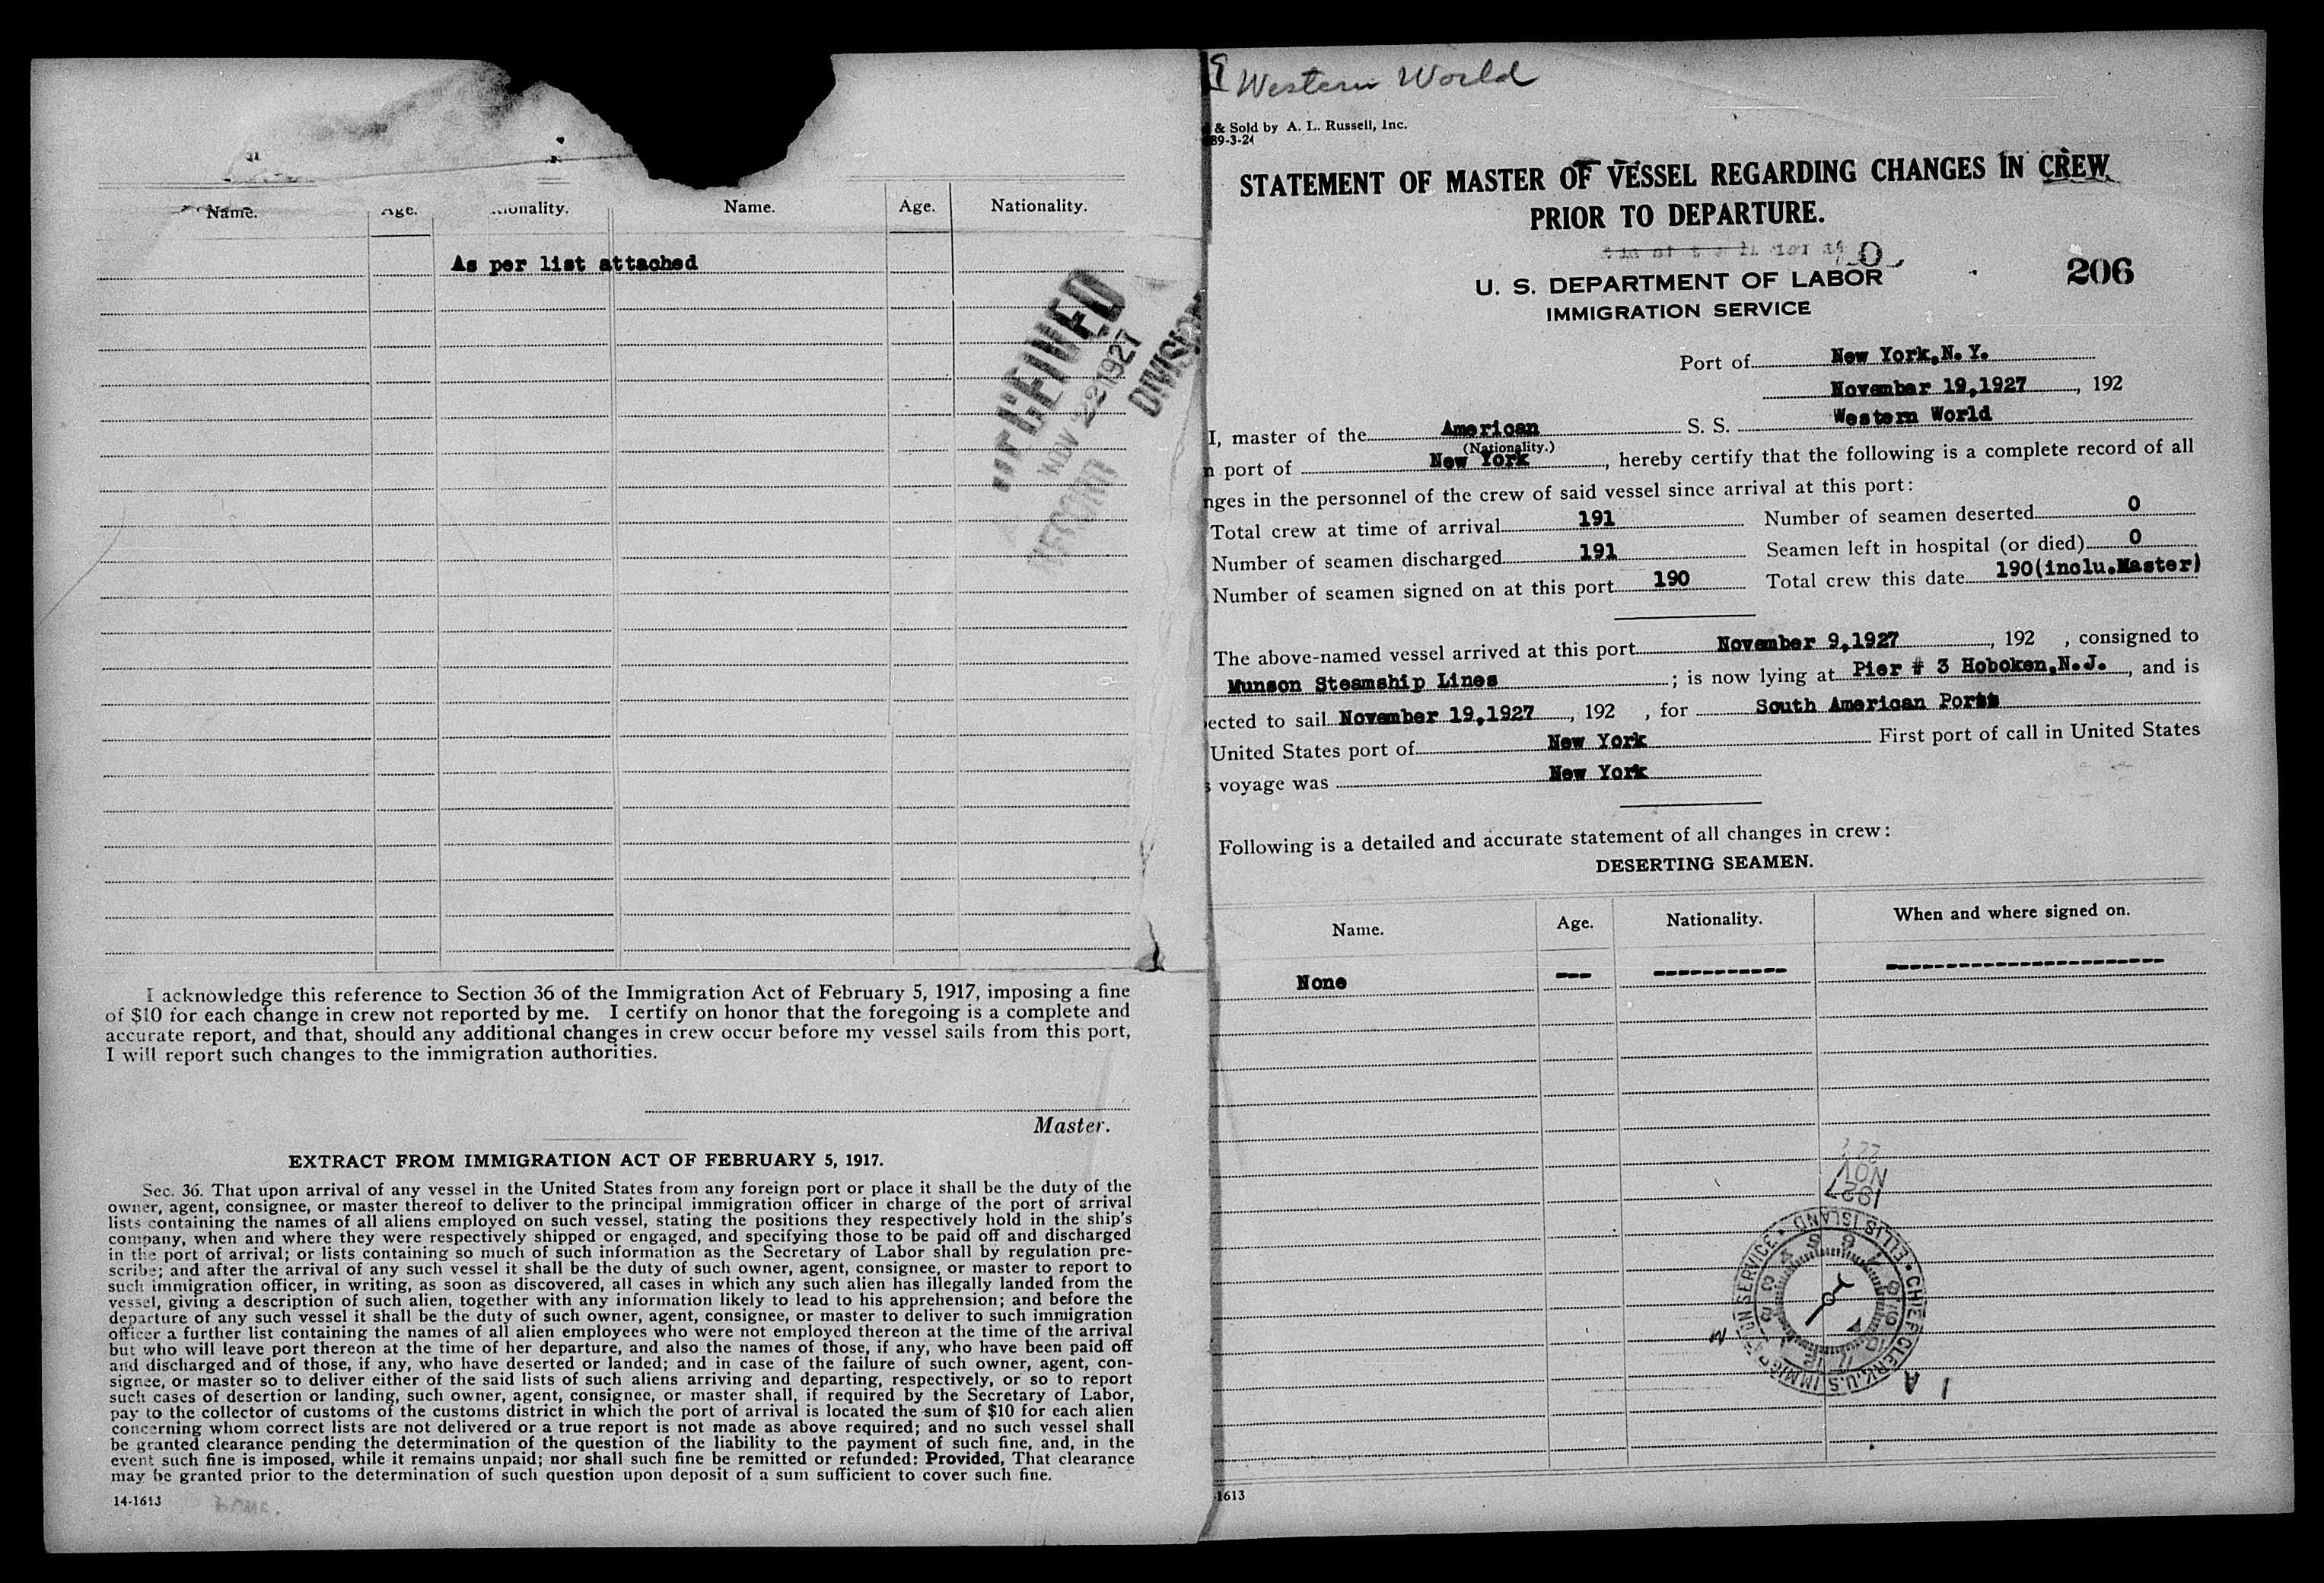 Name. Age. Nationality. Name. Age. Nationality.
As per list attached
RECEIVED
NOV 22 1927
DIVISION
I acknowledge this reference to Section 36 of the Immigration Act of February 5, 1917, imposing a fine
of $10 for each change in crew not reported by me. I certify on honor that the foregoing is a complete and
accurate report, and that, should any additional changes in crew occur before my vessel sails from this port,
I will report such changes to the immigration authorities.
Master.
EXTRACT FROM IMMIGRATION ACT OF FEBRUARY 5, 1917.
Sec. 36. That upon arrival of any vessel in the United States from any foreign port or place it shall be the duty of the
owner, agent, consignee, or master thereof to deliver to the principal immigration officer in charge of the port of arrival
lists containing the names of all aliens employed on such vessel, stating the positions they respectively hold in the ship's
company, when and where they were respectively shipped or engaged, and specifying those to be paid off and discharged
in the port of arrival; or lists containing so much of such information as the Secretary of Labor shall by regulation pre-
scribe; and after the arrival of any such vessel it shall be the duty of such owner, agent, consignee, or master to report to
such immigration officer, in writing, as soon as discovered, all cases in which any such alien has illegally landed from the
vessel, giving a description of such alien, together with any information likely to lead to his apprehension; and before the
departure of any such vessel it shall be the duty of such owner, agent, consignee, or master to deliver to such immigration
officer a further list containing the names of all alien employees who were not employed thereon at the time of the arrival
but who will leave port thereon at the time of her departure, and also the names of those, if any, who have been paid off
and discharged and of those, if any, who have deserted or landed; and in case of the failure of such owner, agent, con-
signee, or master so to deliver either of the said lists of such aliens arriving and departing, respectively, or so to report
such cases of desertion or landing, such owner, agent, consignee, or master shall, if required by the Secretary of Labor,
pay to the collector of customs of the customs district in which the port of arrival is located the sum of $10 for each alien
concerning whom correct lists are not delivered or a true report is not made as above required; and no such vessel shall
be granted clearance pending the determination of the question of the liability to the payment of such fine, and, in the
event such fine is imposed, while it remains unpaid; nor shall such fine be remitted or refunded: Provided, That clearance
may be granted prior to the determination of such question upon deposit of a sum sufficient to cover such fine.
14-1613
Western World
& Sold by A. L. Russell, Inc.
89-3-24
STATEMENT OF MASTER OF VESSEL REGARDING CHANGES IN CREW
PRIOR TO DEPARTURE.
U. S. DEPARTMENT OF LABOR
206
IMMIGRATION SERVICE
Port of New York,N.Y.
November 19,1927, 192
I, master of the American S. S. Western World
(Nationality.)
n port of New York, hereby certify that the following is a complete record of all
nges in the personnel of the crew of said vessel since arrival at this port:
Total crew at time of arrival 191 Number of seamen deserted 0
Number of seamen discharged 191 Seamen left in hospital (or died) 0
Number of seamen signed on at this port 190 Total crew this date 190(inclu.Master)
The above-named vessel arrived at this port November 9,1927, 192 , consigned to
Munson Steamship Lines ; is now lying at Pier # 3 Hoboken,N.J. , and is
ected to sail November 19,1927, 192 , for South American Ports
United States port of New York First port of call in United States
s voyage was New York
Following is a detailed and accurate statement of all changes in crew:
DESERTING SEAMEN.
Name. Age. Nationality. When and where signed on.
None --- ----------- -----------------------
22
NOV
1927
CHIEF CLERK.U.S IMMIGRATION SERVICE • ELLIS ISLAND •
-1613